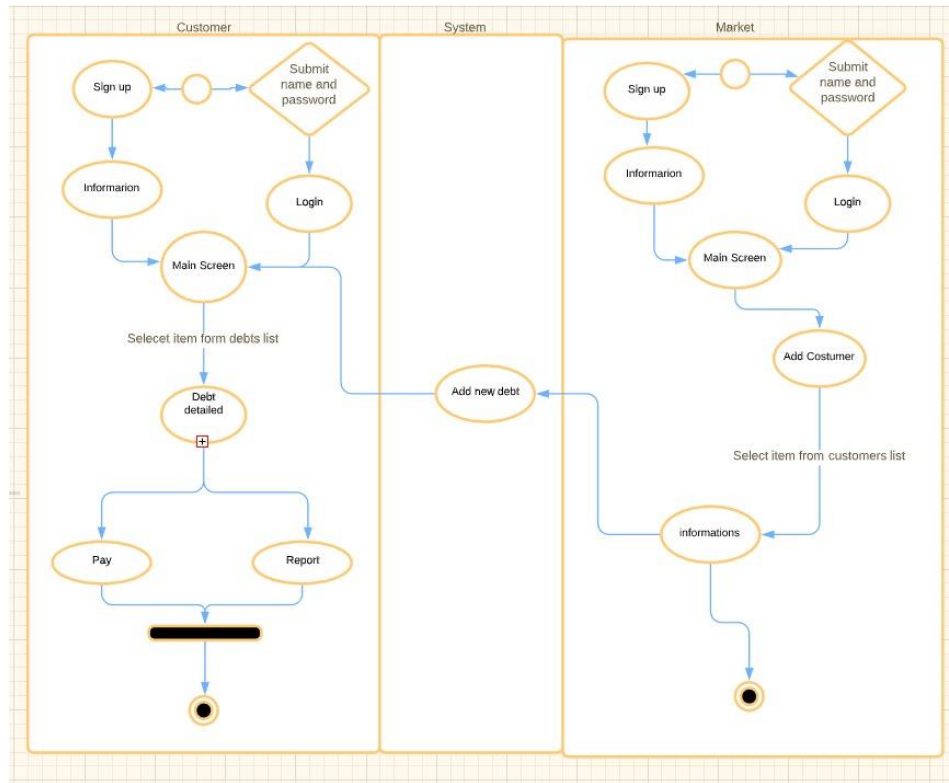 Customer
System
Market
Sign up
Submit
name and
password
Informarion
Login
Main Screen
Selecet item form debts list
Debt
detailed
Pay
Report
Add new debt
Sign up
Submit
name and
password
Informarion
Login
Main Screen
Add Costumer
Select item from customers list
informations